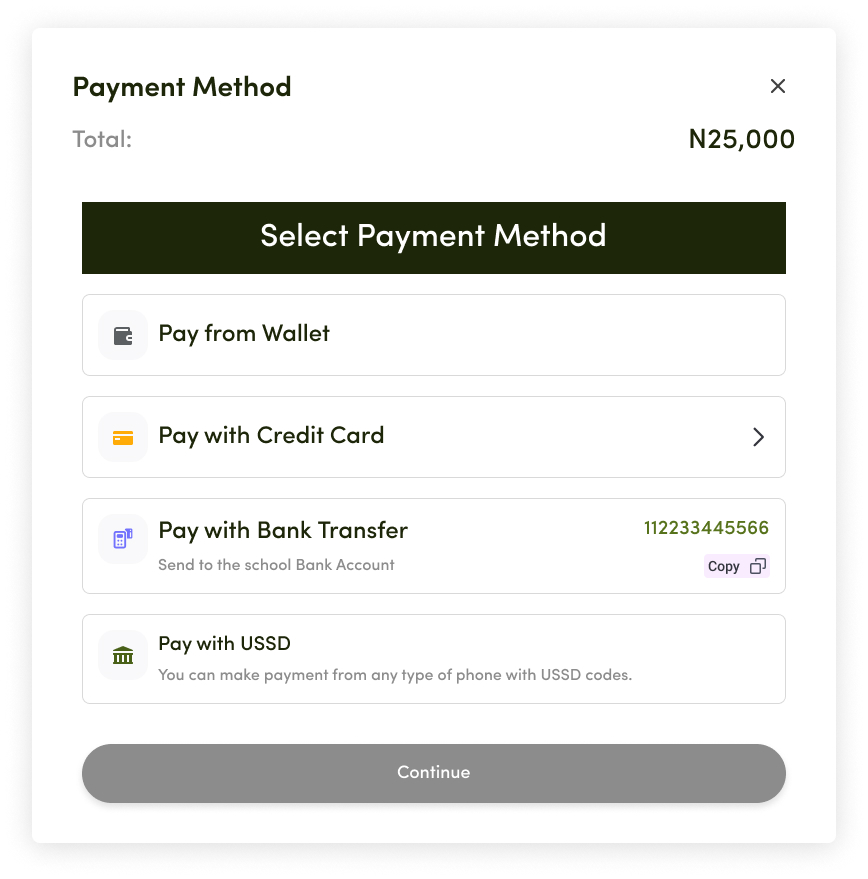 Payment Method
Total:
N25,000
Select Payment Method
Pay from Wallet
Pay with Credit Card
Pay with Bank Transfer
112233445566
Send to the school Bank Account
Copy
Pay with USSD
You can make payment from any type of phone with USSD codes.
Continue